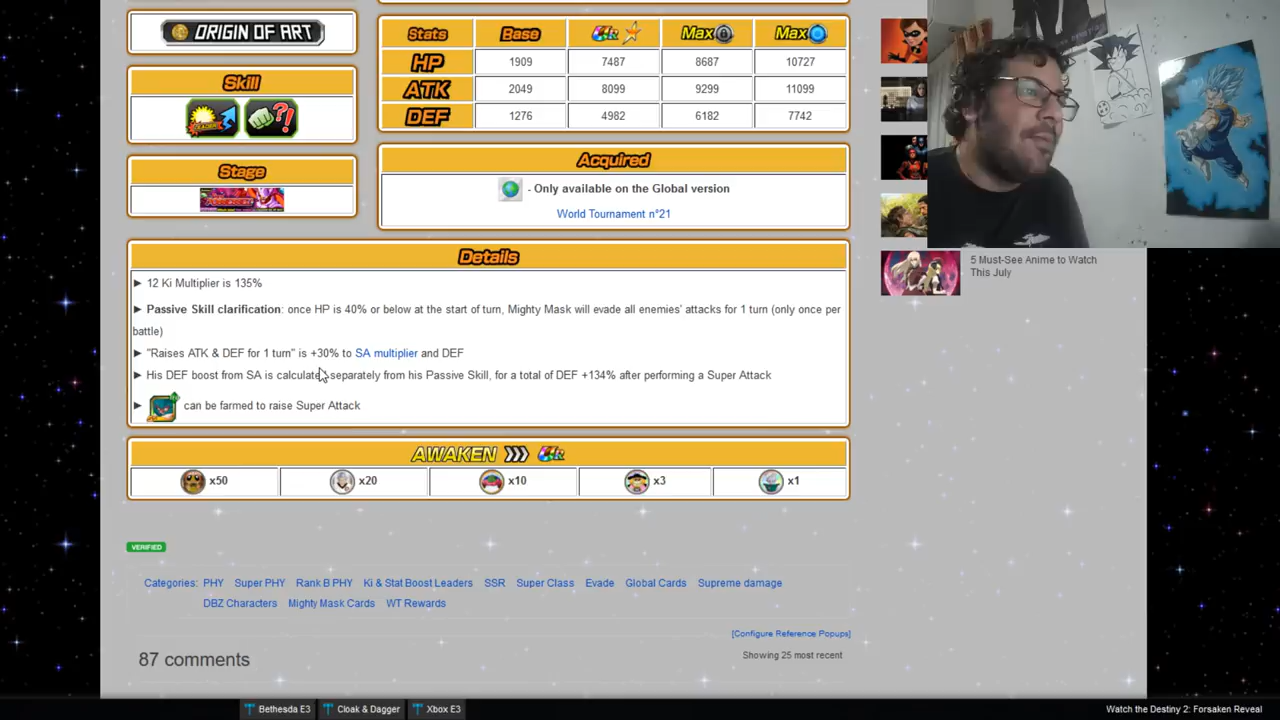 ORIGIN OF ART
Skill
LEADER
Stage
Stats Base UR Max Max
HP 1909 7487 8687 10727
ATK 2049 8099 9299 11099
DEF 1276 4982 6182 7742
Acquired
- Only available on the Global version
World Tournament n°21
Details
► 12 Ki Multiplier is 135%
► Passive Skill clarification: once HP is 40% or below at the start of turn, Mighty Mask will evade all enemies' attacks for 1 turn (only once per
battle)
► "Raises ATK & DEF for 1 turn" is +30% to SA multiplier and DEF
► His DEF boost from SA is calculated separately from his Passive Skill, for a total of DEF +134% after performing a Super Attack
► can be farmed to raise Super Attack
AWAKEN UR
x50 x20 x10 x3 x1
VERIFIED
Categories: PHY Super PHY Rank B PHY Ki & Stat Boost Leaders SSR Super Class Evade Global Cards Supreme damage
DBZ Characters Mighty Mask Cards WT Rewards
[Configure Reference Popups]
87 comments
Showing 25 most recent
5 Must-See Anime to Watch
This July
Bethesda E3 Cloak & Dagger Xbox E3 Watch the Destiny 2: Forsaken Reveal